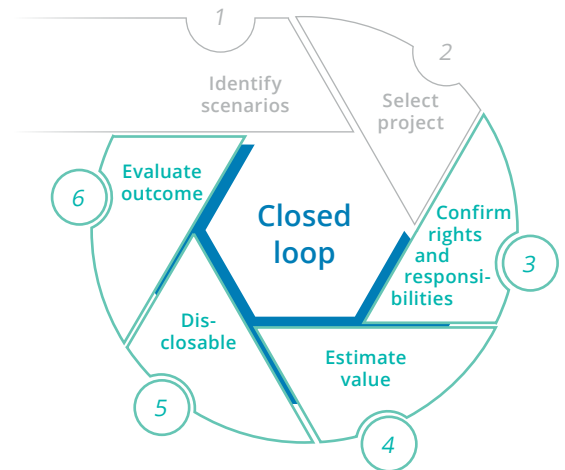 1
Identify
scenarios
2
Select
project
3
Confirm
rights
and
responsi-
bilities
4
Estimate
value
5
Dis-
closable
6
Evaluate
outcome
Closed
loop